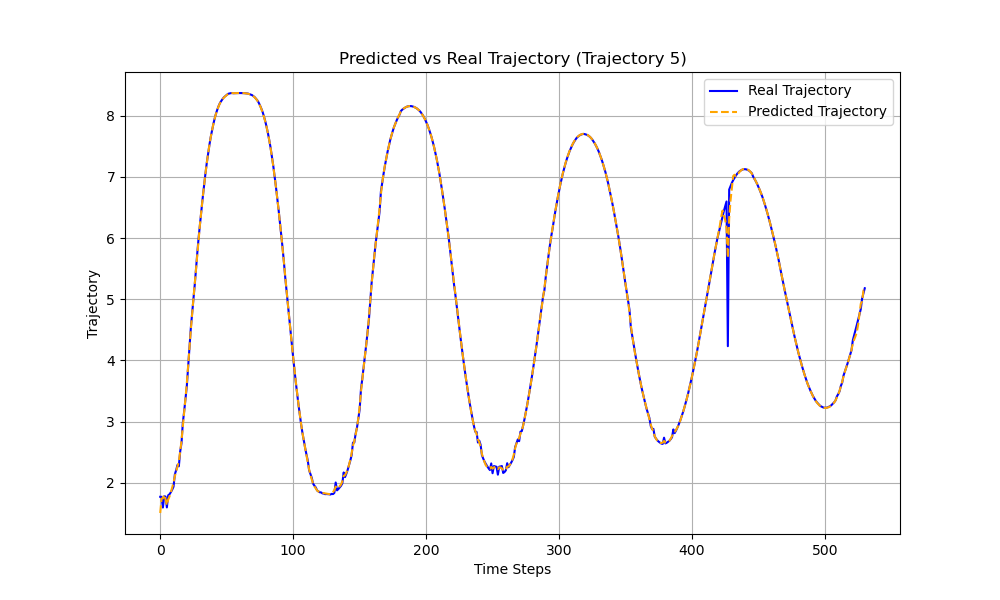 Predicted vs Real Trajectory (Trajectory 5)
Real Trajectory
Predicted Trajectory
Trajectory
8
7
6
5
4
3
2
0 100 200 300 400 500
Time Steps